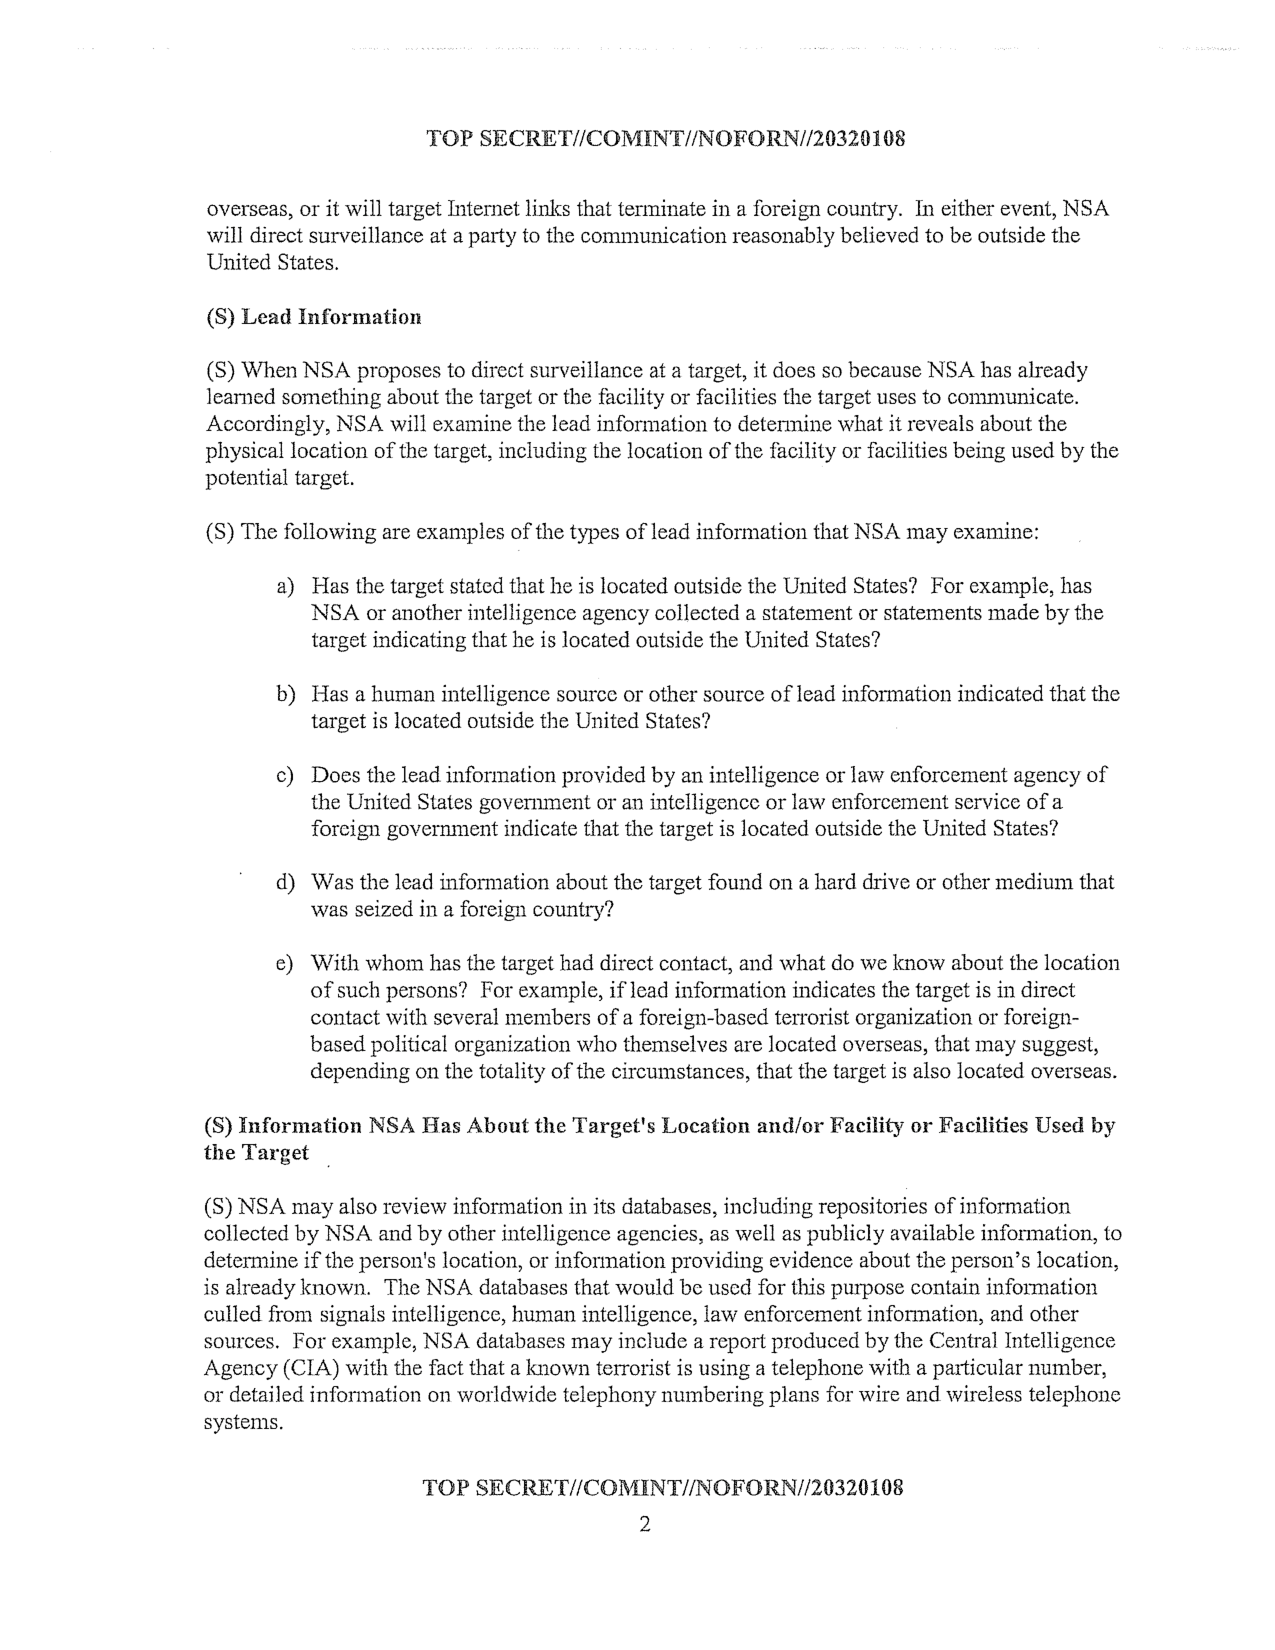 TOP SECRET//COMINT//NOFORN//20320108
overseas, or it will target Internet links that terminate in a foreign country. In either event, NSA
will direct surveillance at a party to the communication reasonably believed to be outside the
United States.
(S) Lead Information
(S) When NSA proposes to direct surveillance at a target, it does so because NSA has already
learned something about the target or the facility or facilities the target uses to communicate.
Accordingly, NSA will examine the lead information to determine what it reveals about the
physical location of the target, including the location of the facility or facilities being used by the
potential target.
(S) The following are examples of the types of lead information that NSA may examine:
a) Has the target stated that he is located outside the United States? For example, has
NSA or another intelligence agency collected a statement or statements made by the
target indicating that he is located outside the United States?
b) Has a human intelligence source or other source of lead information indicated that the
target is located outside the United States?
c) Does the lead information provided by an intelligence or law enforcement agency of
the United States government or an intelligence or law enforcement service of a
foreign government indicate that the target is located outside the United States?
d) Was the lead information about the target found on a hard drive or other medium that
was seized in a foreign country?
e) With whom has the target had direct contact, and what do we know about the location
of such persons? For example, if lead information indicates the target is in direct
contact with several members of a foreign-based terrorist organization or foreign-
based political organization who themselves are located overseas, that may suggest,
depending on the totality of the circumstances, that the target is also located overseas.
(S) Information NSA Has About the Target's Location and/or Facility or Facilities Used by
the Target
(S) NSA may also review information in its databases, including repositories of information
collected by NSA and by other intelligence agencies, as well as publicly available information, to
determine if the person's location, or information providing evidence about the person's location,
is already known. The NSA databases that would be used for this purpose contain information
culled from signals intelligence, human intelligence, law enforcement information, and other
sources. For example, NSA databases may include a report produced by the Central Intelligence
Agency (CIA) with the fact that a known terrorist is using a telephone with a particular number,
or detailed information on worldwide telephony numbering plans for wire and wireless telephone
systems.
TOP SECRET//COMINT//NOFORN//20320108
2